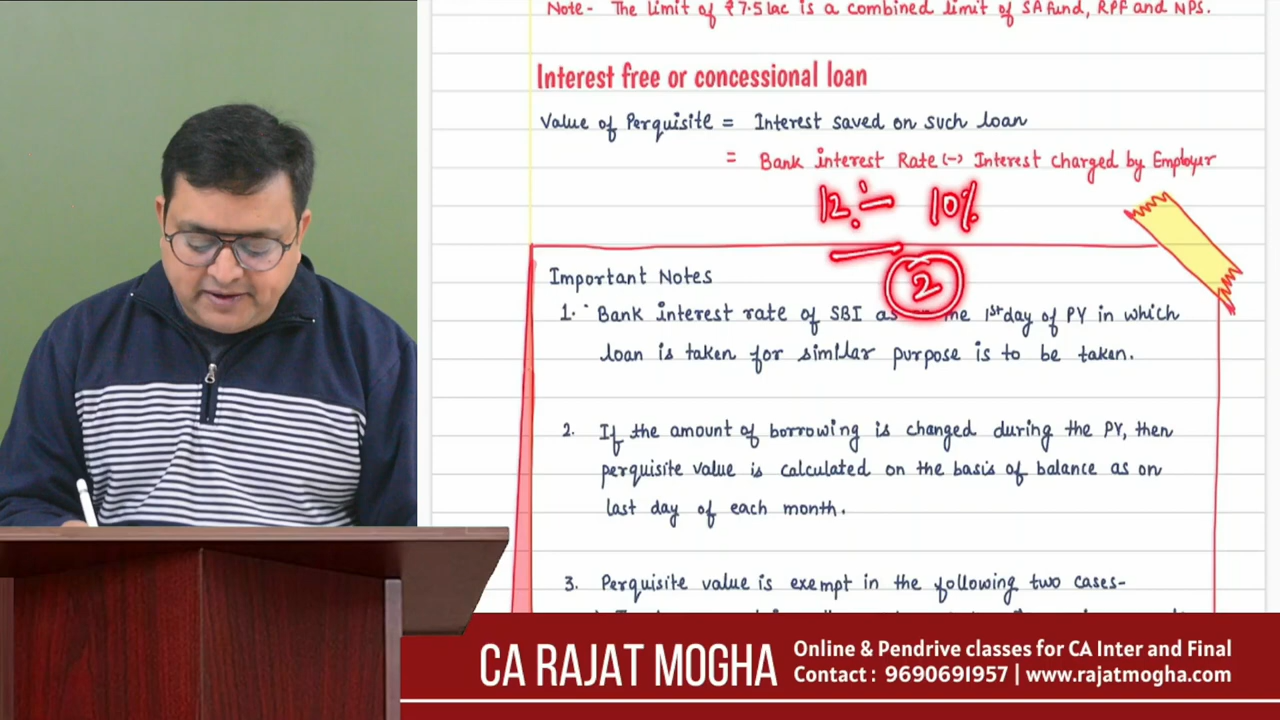 Note - The limit of ₹7.5 lac is a combined limit of SA fund, RPF and NPS.
Interest free or concessional loan
Value of Perquisite = Interest saved on such loan
= Bank interest Rate (-) Interest charged by Employer
12% - 10%
2
Important Notes
1. Bank interest rate of SBI as the 1st day of PY in which
loan is taken for similar purpose is to be taken.
2. If the amount of borrowing is changed during the PY, then
perquisite value is calculated on the basis of balance as on
last day of each month.
3. Perquisite value is exempt in the following two cases-
CA RAJAT MOGHA
Online & Pendrive classes for CA Inter and Final
Contact : 9690691957 | www.rajatmogha.com